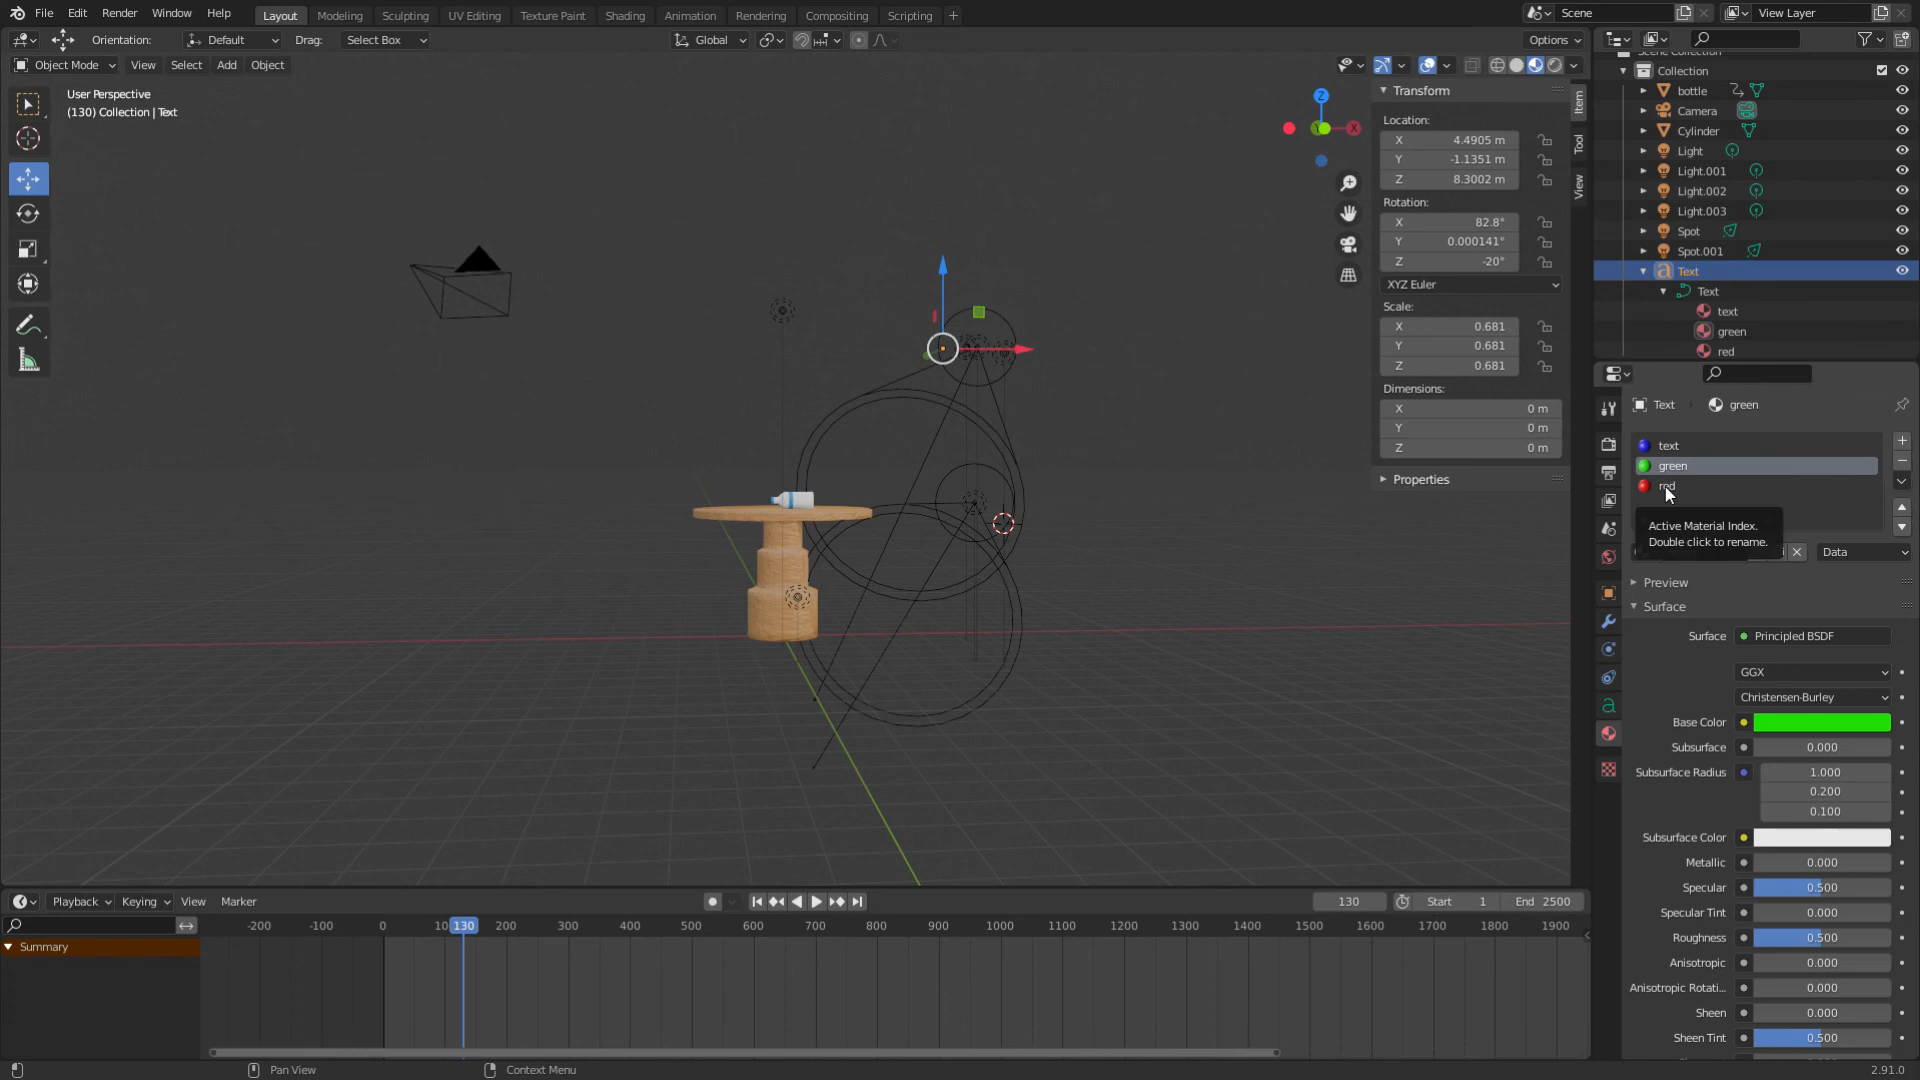 File Edit Render Window Help Layout Modeling Sculpting UV Editing Texture Paint Shading Animation Rendering Compositing Scripting Scene View Layer
Orientation: Default Drag: Select Box Global Options
Object Mode View Select Add Object
User Perspective
(130) Collection | Text
Z
X
Item
Tool
View
Transform
Location:
X 4.4905 m
Y -1.1351 m
Z 8.3002 m
Rotation:
X 82.8°
Y 0.000141°
Z -20°
XYZ Euler
Scale:
X 0.681
Y 0.681
Z 0.681
Dimensions:
X 0 m
Y 0 m
Z 0 m
Properties
Scene Collection
Collection
bottle
Camera
Cylinder
Light
Light.001
Light.002
Light.003
Spot
Spot.001
Text
Text
text
green
red
Text green
text
green
red
Active Material Index.
Double click to rename.
Data
Preview
Surface
Surface Principled BSDF
GGX
Christensen-Burley
Base Color
Subsurface 0.000
Subsurface Radius 1.000
0.200
0.100
Subsurface Color
Metallic 0.000
Specular 0.500
Specular Tint 0.000
Roughness 0.500
Anisotropic 0.000
Anisotropic Rotati... 0.000
Sheen 0.000
Sheen Tint 0.500
Playback Keying View Marker 130 Start 1 End 2500
-200 -100 0 10 130 200 300 400 500 600 700 800 900 1000 1100 1200 1300 1400 1500 1600 1700 1800 1900
Summary
Pan View Context Menu 2.91.0